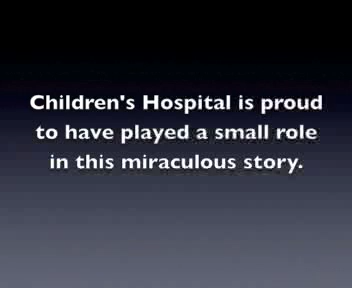 Children's Hospital is proud
to have played a small role
in this miraculous story.